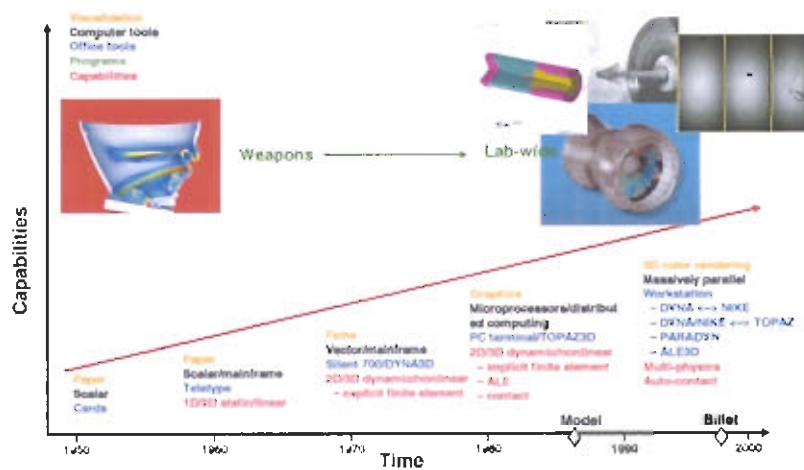 Visualization
Computer tools
Office tools
Programs
Capabilities
Weapons
Lab-wide
Capabilities
3D color rendering
Massively parallel
Workstation
– DYNA <--> NIKE
– DYNA/NIKE <--> TOPAZ
– PARADYN
– ALE3D
Multi-physics
Auto-contact
Graphics
Microprocessors/distribut
ed computing
PC terminal/TOPAZ3D
2D/3D dynamic/nonlinear
– implicit finite element
– ALE
– contact
Vector/mainframe
Silent 700/DYNA3D
2D/3D dynamic/nonlinear
– explicit finite element
Paper
Scalar/mainframe
Teletype
1D/2D static/linear
Paper
Scalar
Cards
Model
Billet
1950
1960
1970
1980
1990
2000
Time